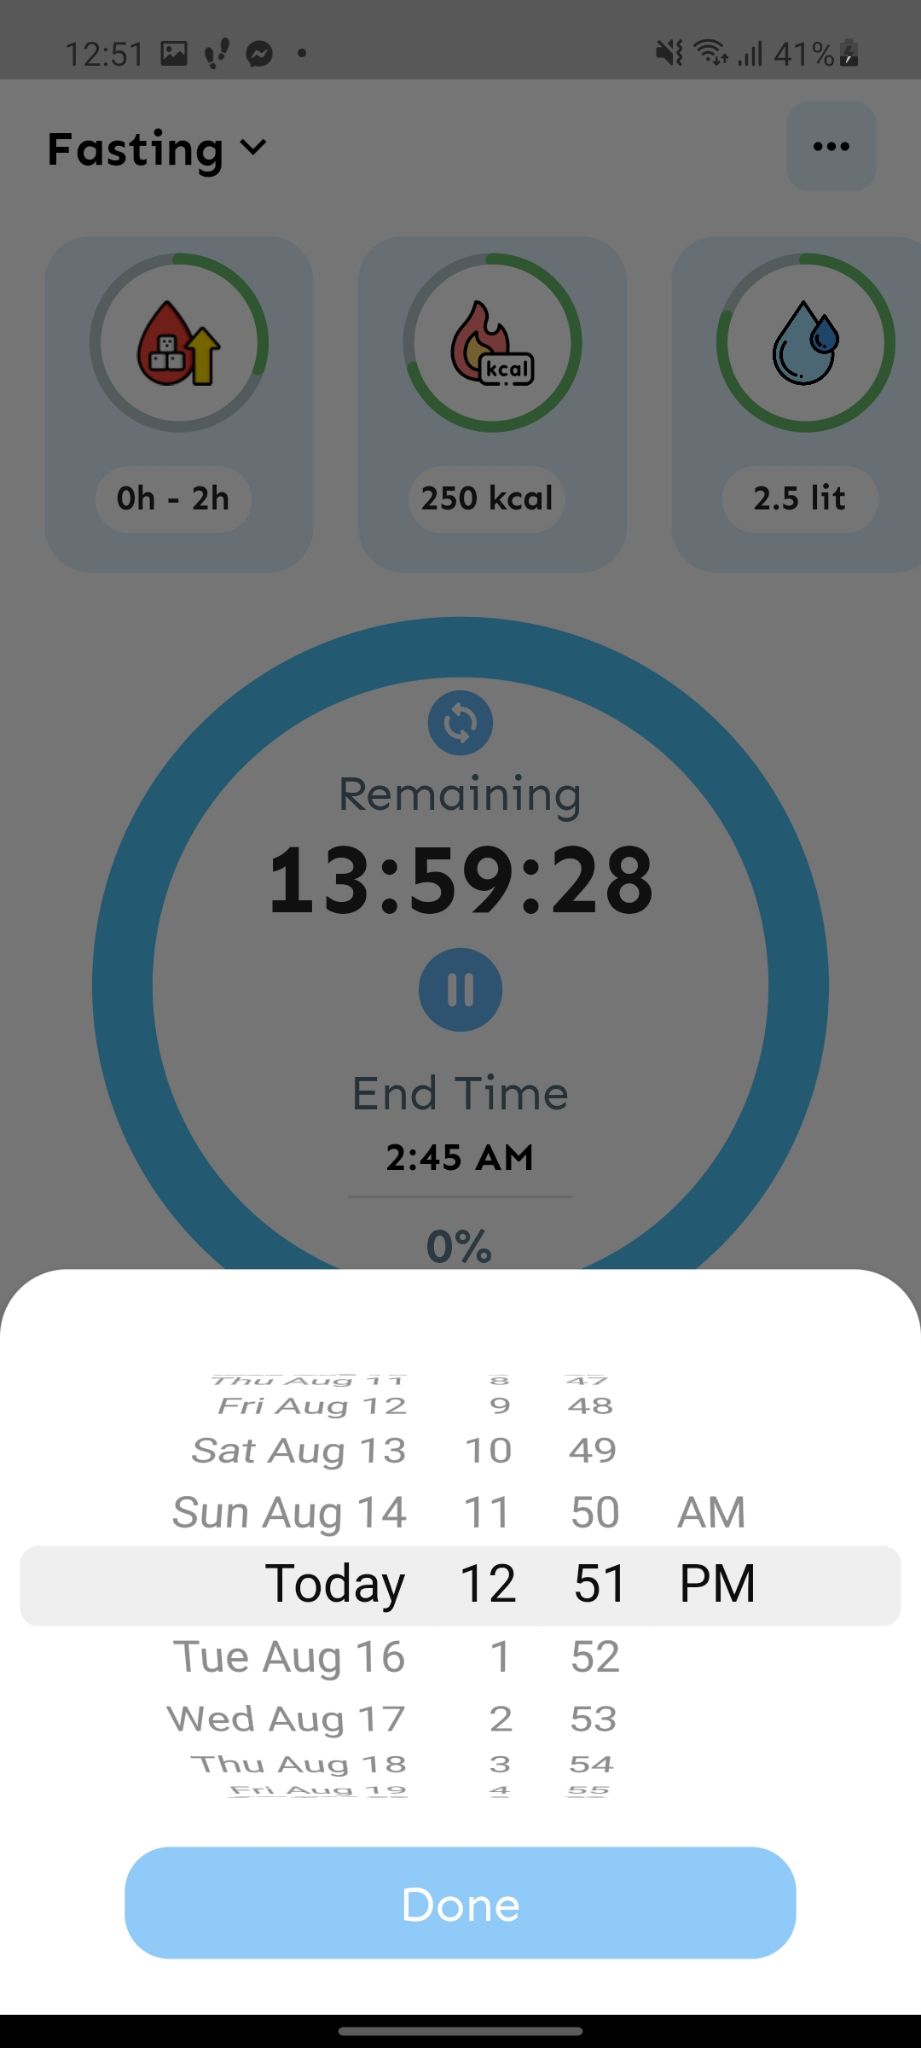 12:51 41%
Fasting
kcal
0h - 2h 250 kcal 2.5 lit
Remaining
13:59:28
End Time
2:45 AM
0%
Thu Aug 11 8 47
Fri Aug 12 9 48
Sat Aug 13 10 49
Sun Aug 14 11 50 AM
Today 12 51 PM
Tue Aug 16 1 52
Wed Aug 17 2 53
Thu Aug 18 3 54
Fri Aug 19 4 55
Done